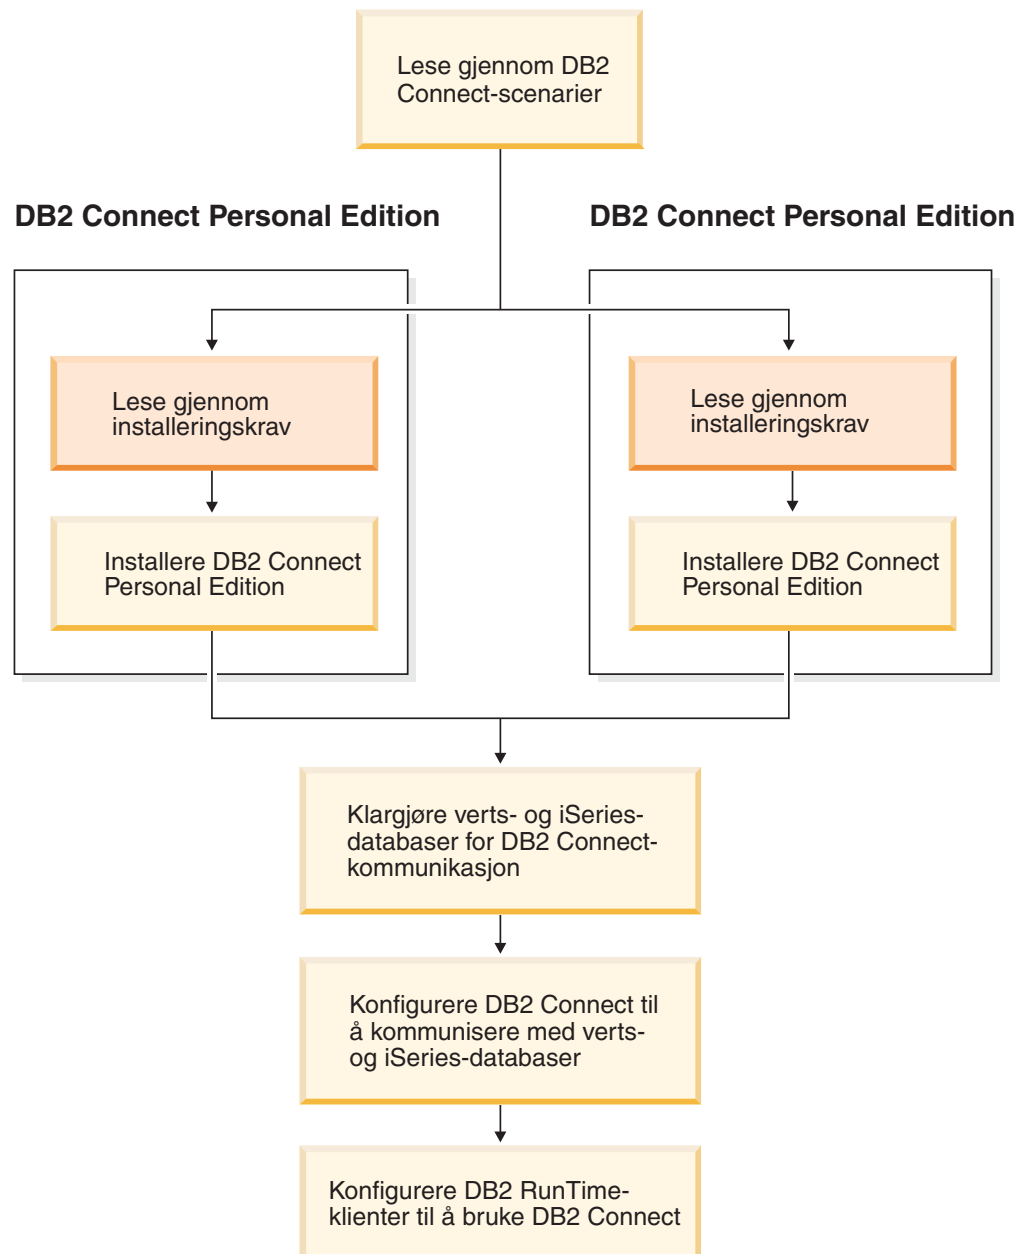 Lese gjennom DB2
Connect-scenarier
DB2 Connect Personal Edition
DB2 Connect Personal Edition
Lese gjennom
installeringskrav
Lese gjennom
installeringskrav
Installere DB2 Connect
Personal Edition
Installere DB2 Connect
Personal Edition
Klargjøre verts- og iSeries-
databaser for DB2 Connect-
kommunikasjon
Konfigurere DB2 Connect til
å kommunisere med verts-
og iSeries-databaser
Konfigurere DB2 RunTime-
klienter til å bruke DB2 Connect